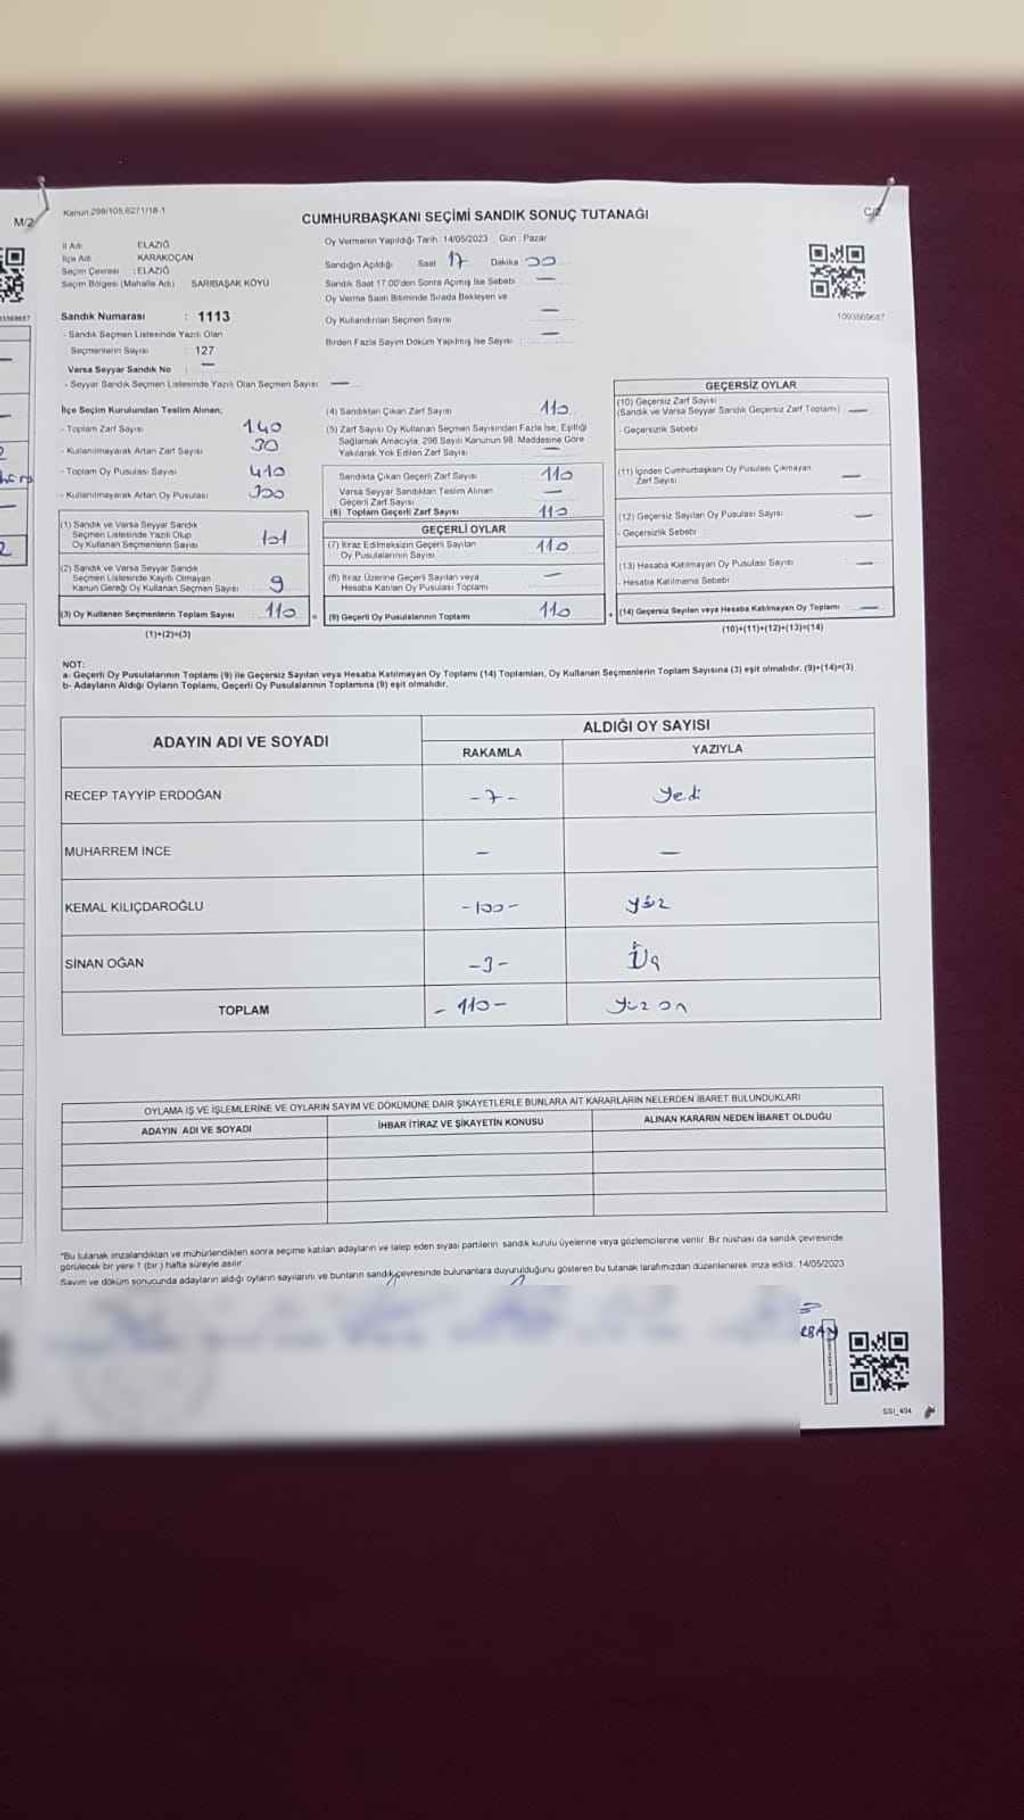 M/2
Kanun 298/105,6271/18-1
CUMHURBAŞKANI SEÇİMİ SANDIK SONUÇ TUTANAĞI
C/2
İl Adı ELAZIĞ
İlçe Adı KARAKOÇAN
Seçim Çevresi : ELAZIĞ
Seçim Bölgesi (Mahalle Adı) SARIBAŞAK KÖYÜ
Oy Vermenin Yapıldığı Tarih : 14/05/2023 Gün : Pazar
Sandığın Açıldığı Saat 17 Dakika 00
Sandık Saat 17.00'den Sonra Açılmış İse Sebebi —
Oy Verme Saati Bitiminde Sırada Bekleyen ve
Oy Kullandırılan Seçmen Sayısı —
Birden Fazla Sayım Döküm Yapılmış İse Sayısı : —
Sandık Numarası : 1113
- Sandık Seçmen Listesinde Yazılı Olan
Seçmenlerin Sayısı : 127
Varsa Seyyar Sandık No —
- Seyyar Sandık Seçmen Listesinde Yazılı Olan Seçmen Sayısı —
İlçe Seçim Kurulundan Teslim Alınan;
- Toplam Zarf Sayısı 140
- Kullanılmayarak Artan Zarf Sayısı 30
- Toplam Oy Pusulası Sayısı 410
- Kullanılmayarak Artan Oy Pusulası 300
(1) Sandık ve Varsa Seyyar Sandık
Seçmen Listesinde Yazılı Olup
Oy Kullanan Seçmenlerin Sayısı 101
(2) Sandık ve Varsa Seyyar Sandık
Seçmen Listesinde Kayıtlı Olmayan
Kanun Gereği Oy Kullanan Seçmen Sayısı 9
(3) Oy Kullanan Seçmenlerin Toplam Sayısı 110
(1)+(2)=(3)
(4) Sandıktan Çıkan Zarf Sayısı 110
(5) Zarf Sayısı Oy Kullanan Seçmen Sayısından Fazla İse; Eşitliği
Sağlamak Amacıyla, 298 Sayılı Kanunun 98. Maddesine Göre
Yakılarak Yok Edilen Zarf Sayısı —
Sandıkta Çıkan Geçerli Zarf Sayısı 110
Varsa Seyyar Sandıktan Teslim Alınan
Geçerli Zarf Sayısı —
(6) Toplam Geçerli Zarf Sayısı 110
GEÇERLİ OYLAR
(7) İtiraz Edilmeksizin Geçerli Sayılan
Oy Pusulalarının Sayısı 110
(8) İtiraz Üzerine Geçerli Sayılan veya
Hesaba Katılan Oy Pusulası Toplamı —
(9) Geçerli Oy Pusulalarının Toplamı 110
GEÇERSİZ OYLAR
(10) Geçersiz Zarf Sayısı
(Sandık ve Varsa Seyyar Sandık Geçersiz Zarf Toplamı) —
- Geçersizlik Sebebi
(11) İçinden Cumhurbaşkanı Oy Pusulası Çıkmayan
Zarf Sayısı —
(12) Geçersiz Sayılan Oy Pusulası Sayısı —
- Geçersizlik Sebebi
(13) Hesaba Katılmayan Oy Pusulası Sayısı —
- Hesaba Katılmama Sebebi
(14) Geçersiz Sayılan veya Hesaba Katılmayan Oy Toplamı —
(10)+(11)+(12)+(13)=(14)
NOT:
a- Geçerli Oy Pusulalarının Toplamı (9) ile Geçersiz Sayılan veya Hesaba Katılmayan Oy Toplamı (14) Toplamları, Oy Kullanan Seçmenlerin Toplam Sayısına (3) eşit olmalıdır. (9)+(14)=(3)
b- Adayların Aldığı Oyların Toplamı, Geçerli Oy Pusulalarının Toplamına (9) eşit olmalıdır.
ADAYIN ADI VE SOYADI
ALDIĞI OY SAYISI
RAKAMLA YAZIYLA
RECEP TAYYİP ERDOĞAN -7- Yedi
MUHARREM İNCE — —
KEMAL KILIÇDAROĞLU -100- yüz
SİNAN OĞAN -3- Üç
TOPLAM -110- Yüz on
OYLAMA İŞ VE İŞLEMLERİNE VE OYLARIN SAYIM VE DÖKÜMÜNE DAİR ŞİKAYETLERLE BUNLARA AİT KARARLARIN NELERDEN İBARET BULUNDUKLARI
ADAYIN ADI VE SOYADI İHBAR İTİRAZ VE ŞİKAYETİN KONUSU ALINAN KARARIN NEDEN İBARET OLDUĞU
"Bu tutanak imzalandıktan ve mühürlendikten sonra seçime katılan adayların ve talep eden siyasi partilerin sandık kurulu üyelerine veya gözlemcilerine verilir. Bir nüshası da sandık çevresinde
görülecek bir yere 1 (bir) hafta süreyle asılır.
Sayım ve döküm sonucunda adayların aldığı oyların sayılarını ve bunların sandık çevresinde bulunanlara duyurulduğunu gösteren bu tutanak tarafımızdan düzenlenerek imza edildi. 14/05/2023